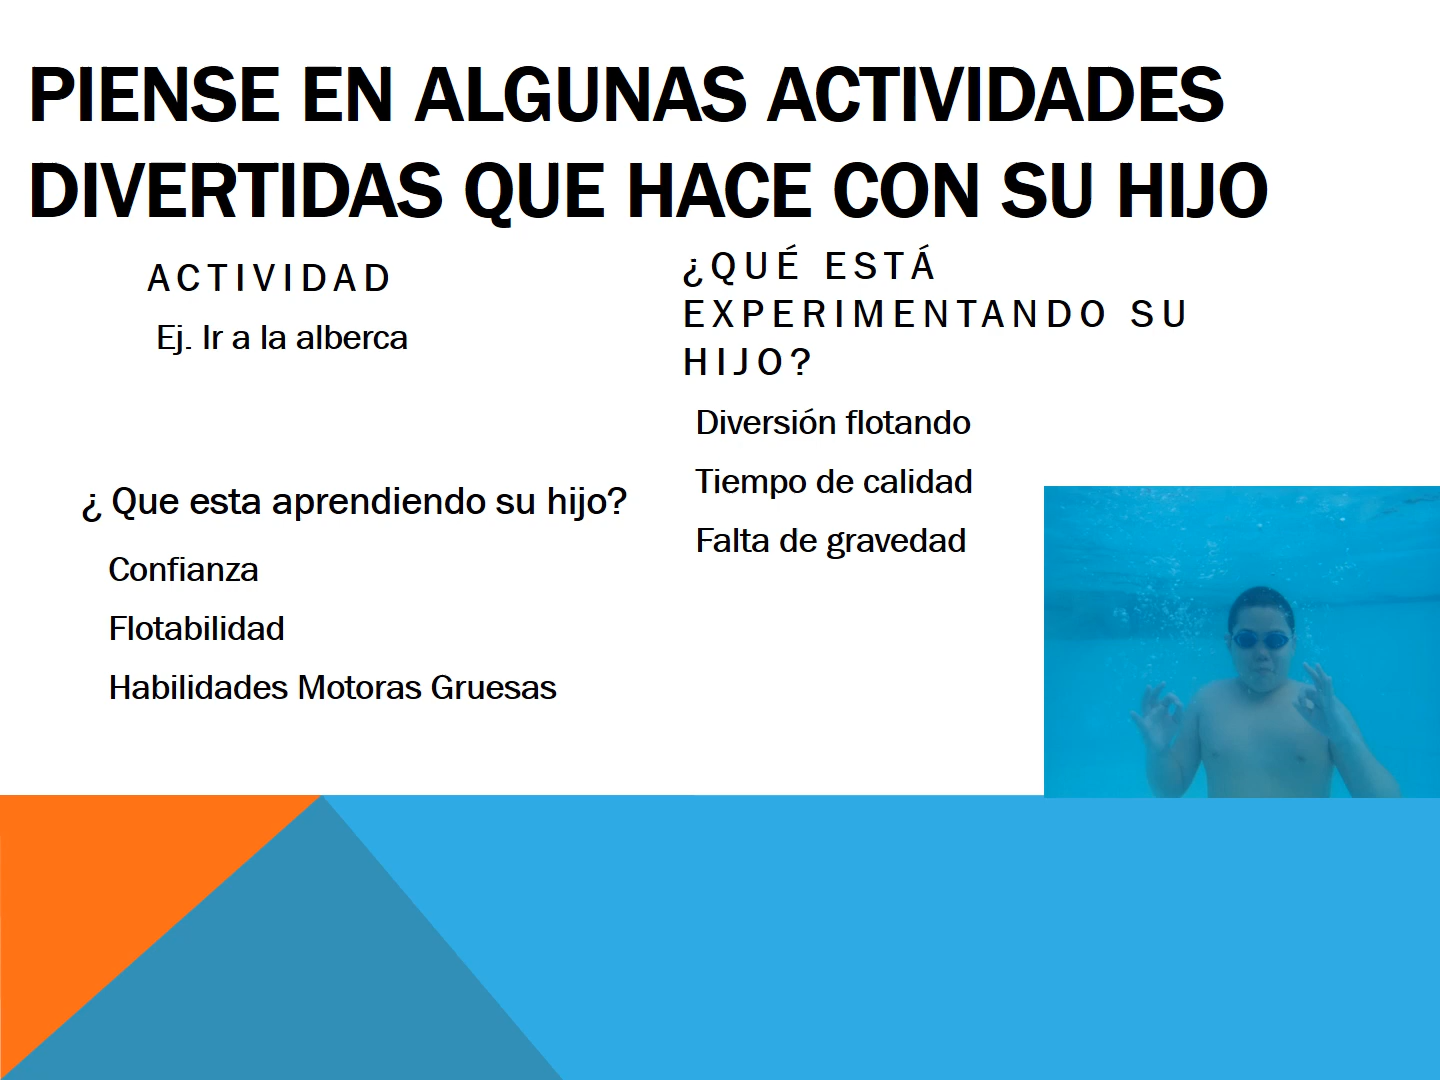 PIENSE EN ALGUNAS ACTIVIDADES
DIVERTIDAS QUE HACE CON SU HIJO
ACTIVIDAD
Ej. Ir a la alberca
¿ Que esta aprendiendo su hijo?
Confianza
Flotabilidad
Habilidades Motoras Gruesas
¿QUÉ ESTÁ
EXPERIMENTANDO SU
HIJO?
Diversión flotando
Tiempo de calidad
Falta de gravedad